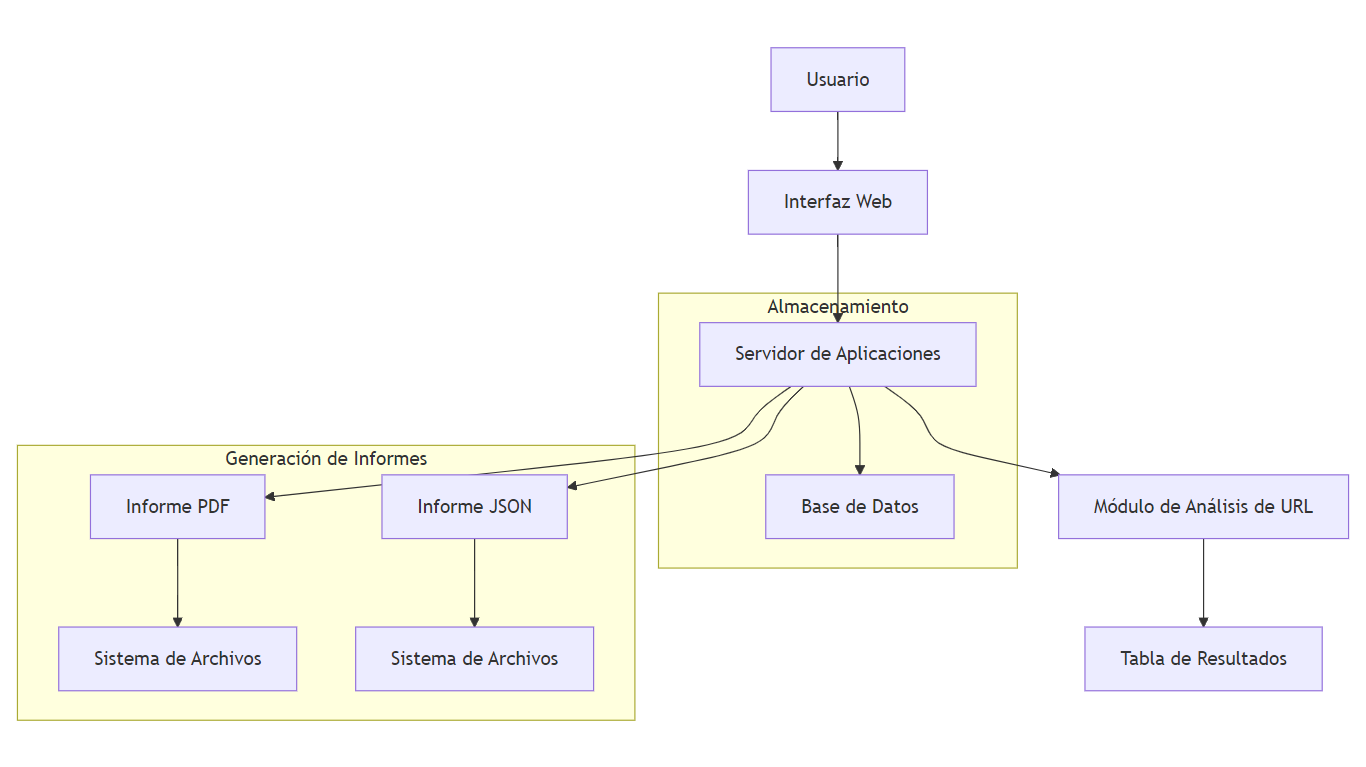 Usuario
Interfaz Web
Almacenamiento
Servidor de Aplicaciones
Generación de Informes
Informe PDF
Informe JSON
Base de Datos
Módulo de Análisis de URL
Sistema de Archivos
Sistema de Archivos
Tabla de Resultados